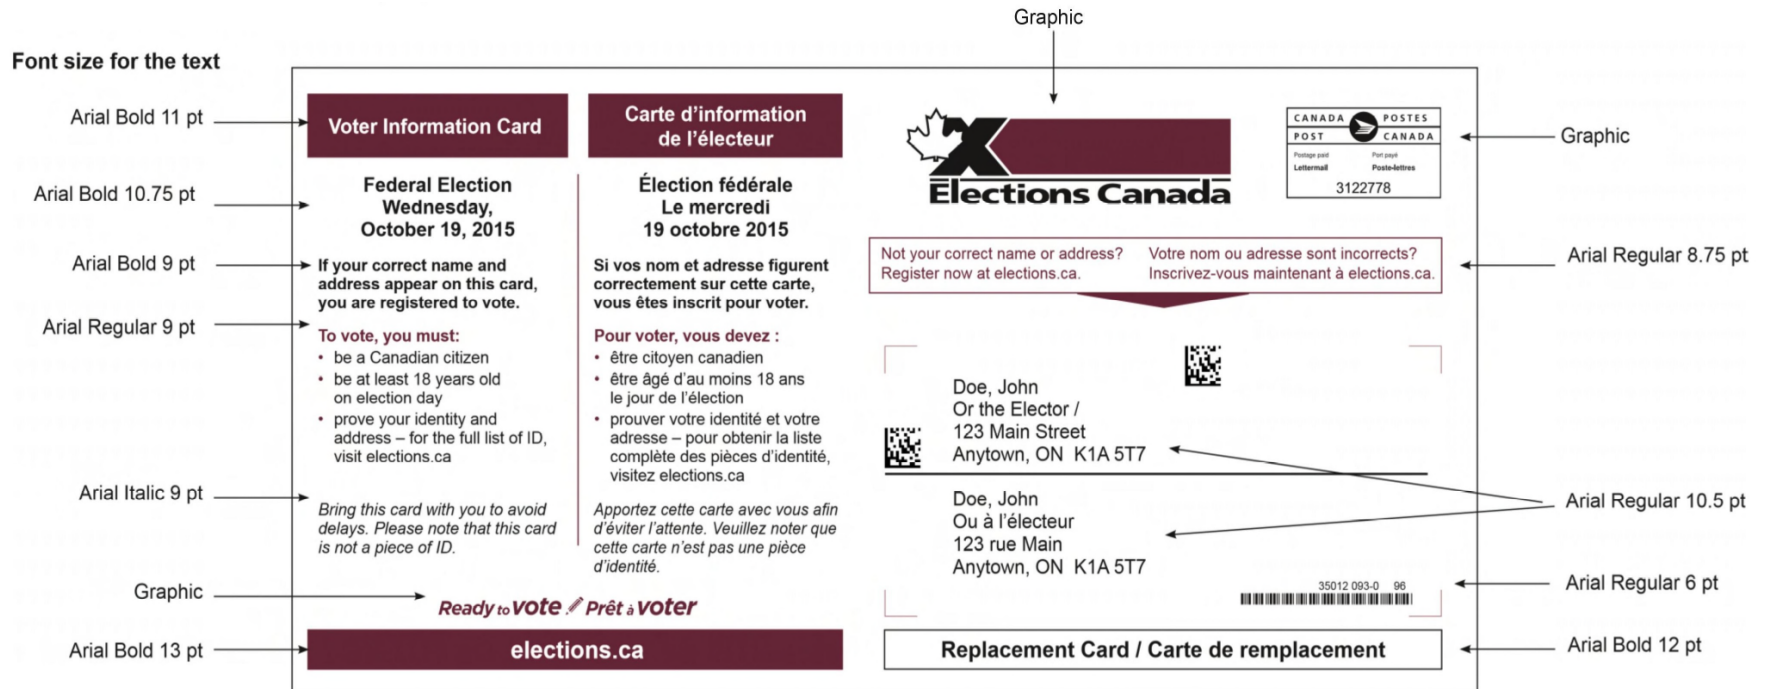 Graphic
Font size for the text
Arial Bold 11 pt
Arial Bold 10.75 pt
Arial Bold 9 pt
Arial Regular 9 pt
Arial Italic 9 pt
Graphic
Arial Bold 13 pt
Voter Information Card
Federal Election
Wednesday,
October 19, 2015
If your correct name and
address appear on this card,
you are registered to vote.
To vote, you must:
• be a Canadian citizen
• be at least 18 years old
on election day
• prove your identity and
address – for the full list of ID,
visit elections.ca
Bring this card with you to avoid
delays. Please note that this card
is not a piece of ID.
Carte d'information
de l'électeur
Élection fédérale
Le mercredi
19 octobre 2015
Si vos nom et adresse figurent
correctement sur cette carte,
vous êtes inscrit pour voter.
Pour voter, vous devez :
• être citoyen canadien
• être âgé d'au moins 18 ans
le jour de l'élection
• prouver votre identité et votre
adresse – pour obtenir la liste
complète des pièces d'identité,
visitez elections.ca
Apportez cette carte avec vous afin
d'éviter l'attente. Veuillez noter que
cette carte n'est pas une pièce
d'identité.
Ready to vote Prêt à voter
elections.ca
X
Elections Canada
CANADA POSTES
POST CANADA
Postage paid Port payé
Lettermail Poste-lettres
3122778
Not your correct name or address?
Register now at elections.ca.
Votre nom ou adresse sont incorrects?
Inscrivez-vous maintenant à elections.ca.
Doe, John
Or the Elector /
123 Main Street
Anytown, ON K1A 5T7
Doe, John
Ou à l'électeur
123 rue Main
Anytown, ON K1A 5T7
35012 093-0 96
Replacement Card / Carte de remplacement
Graphic
Arial Regular 8.75 pt
Arial Regular 10.5 pt
Arial Regular 6 pt
Arial Bold 12 pt